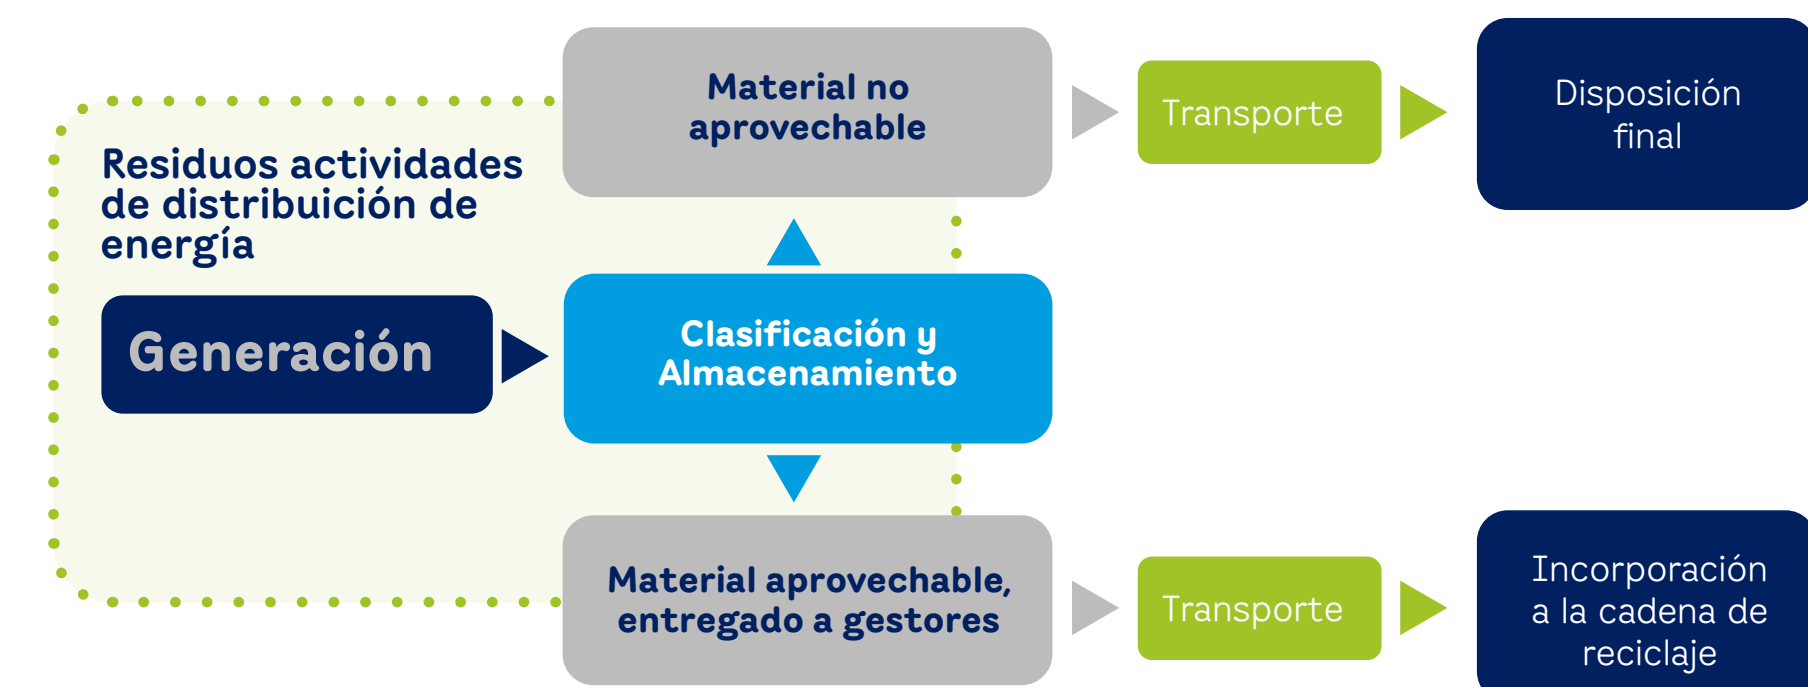 Material no
aprovechable
Transporte
Disposición
final
Residuos actividades
de distribuición de
energía
Generación
Clasificación y
Almacenamiento
Material aprovechable,
entregado a gestores
Transporte
Incorporación
a la cadena de
reciclaje